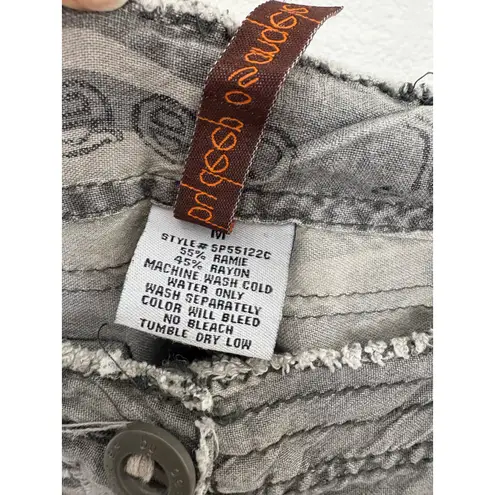 M
STYLE# SP55122C
55% RAMIE
45% RAYON
MACHINE WASH COLD
WATER ONLY
WASH SEPARATELY
COLOR WILL BLEED
NO BLEACH
TUMBLE DRY LOW